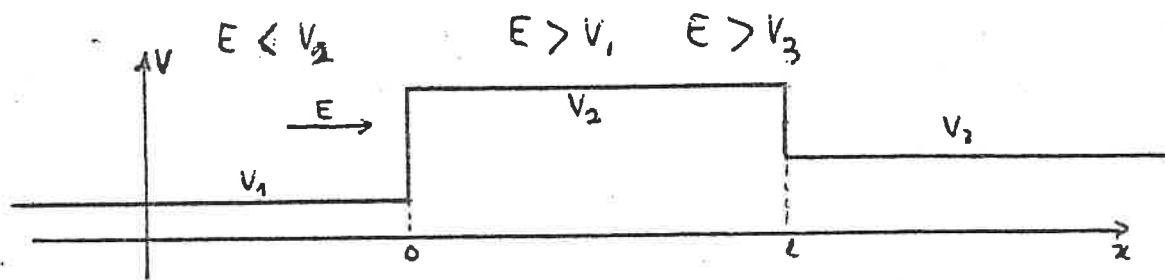 E < V₂ E > V₁ E > V₃
V
E
V₂
V₃
V₁
0 l x